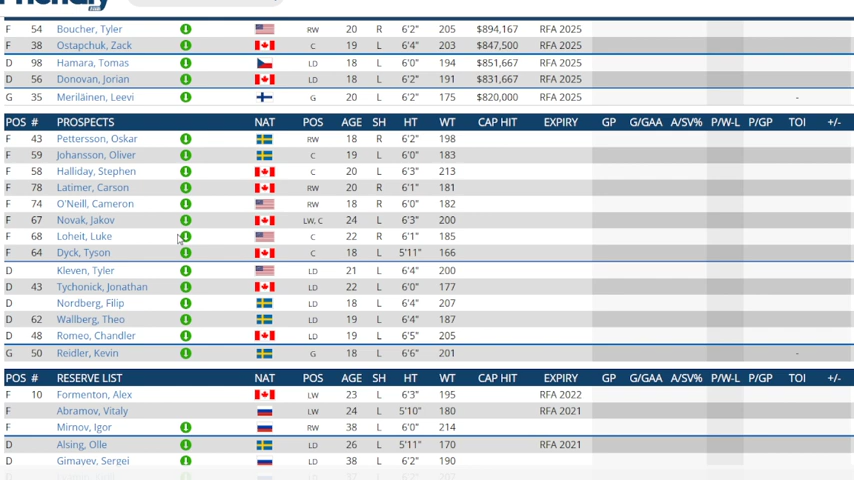 F 54 Boucher, Tyler RW 20 R 6'2" 205 $894,167 RFA 2025
F 38 Ostapchuk, Zack C 19 L 6'4" 203 $847,500 RFA 2025
D 98 Hamara, Tomas LD 18 L 6'0" 194 $851,667 RFA 2025
D 56 Donovan, Jorian LD 18 L 6'2" 191 $831,667 RFA 2025
G 35 Meriläinen, Leevi G 20 L 6'2" 175 $820,000 RFA 2025 -
POS # PROSPECTS NAT POS AGE SH HT WT CAP HIT EXPIRY GP G/GAA A/SV% P/W-L P/GP TOI +/-
F 43 Pettersson, Oskar RW 18 R 6'2" 198
F 59 Johansson, Oliver C 19 L 6'0" 183
F 58 Halliday, Stephen C 20 L 6'3" 213
F 78 Latimer, Carson RW 20 R 6'1" 181
F 74 O'Neill, Cameron RW 18 R 6'0" 182
F 67 Novak, Jakov LW, C 24 L 6'3" 200
F 68 Loheit, Luke C 22 R 6'1" 185
F 64 Dyck, Tyson C 18 L 5'11" 166
D Kleven, Tyler LD 21 L 6'4" 200
D 43 Tychonick, Jonathan LD 22 L 6'0" 177
D Nordberg, Filip LD 18 L 6'4" 207
D 62 Wallberg, Theo LD 19 L 6'4" 187
D 48 Romeo, Chandler LD 19 L 6'5" 205
G 50 Reidler, Kevin G 18 L 6'6" 201 -
POS # RESERVE LIST NAT POS AGE SH HT WT CAP HIT EXPIRY GP G/GAA A/SV% P/W-L P/GP TOI +/-
F 10 Formenton, Alex LW 23 L 6'3" 195 RFA 2022
F Abramov, Vitaly LW 24 L 5'10" 180 RFA 2021
F Mirnov, Igor RW 38 L 6'0" 214
D Alsing, Olle LD 26 L 5'11" 170 RFA 2021
D Gimayev, Sergei LD 38 L 6'2" 190